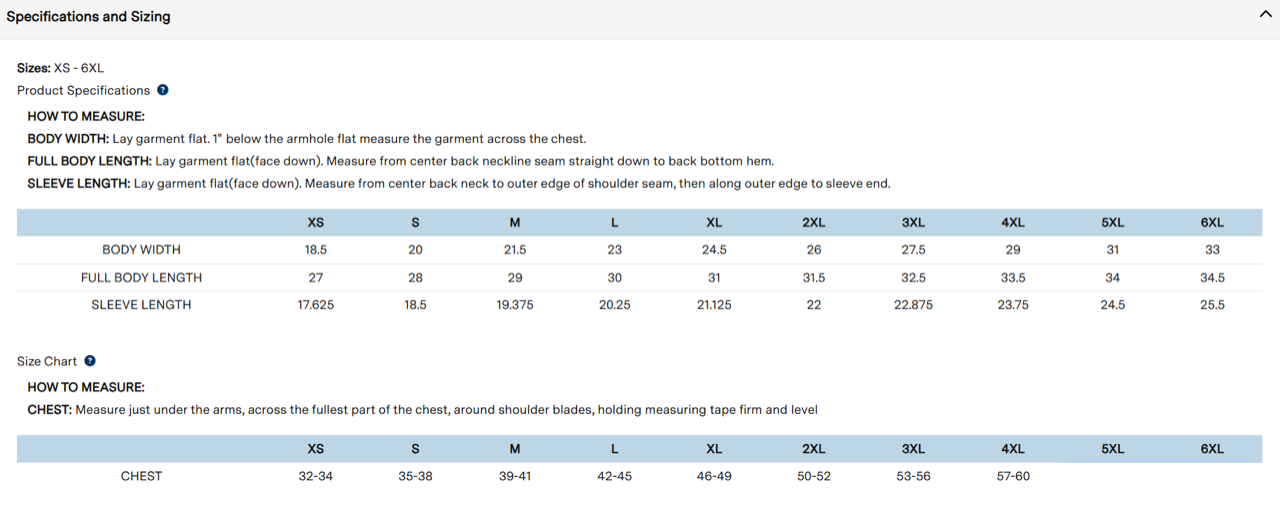 Specifications and Sizing
Sizes: XS - 6XL
Product Specifications ?
HOW TO MEASURE:
BODY WIDTH: Lay garment flat. 1" below the armhole flat measure the garment across the chest.
FULL BODY LENGTH: Lay garment flat(face down). Measure from center back neckline seam straight down to back bottom hem.
SLEEVE LENGTH: Lay garment flat(face down). Measure from center back neck to outer edge of shoulder seam, then along outer edge to sleeve end.
XS S M L XL 2XL 3XL 4XL 5XL 6XL
BODY WIDTH 18.5 20 21.5 23 24.5 26 27.5 29 31 33
FULL BODY LENGTH 27 28 29 30 31 31.5 32.5 33.5 34 34.5
SLEEVE LENGTH 17.625 18.5 19.375 20.25 21.125 22 22.875 23.75 24.5 25.5
Size Chart ?
HOW TO MEASURE:
CHEST: Measure just under the arms, across the fullest part of the chest, around shoulder blades, holding measuring tape firm and level
XS S M L XL 2XL 3XL 4XL 5XL 6XL
CHEST 32-34 35-38 39-41 42-45 46-49 50-52 53-56 57-60